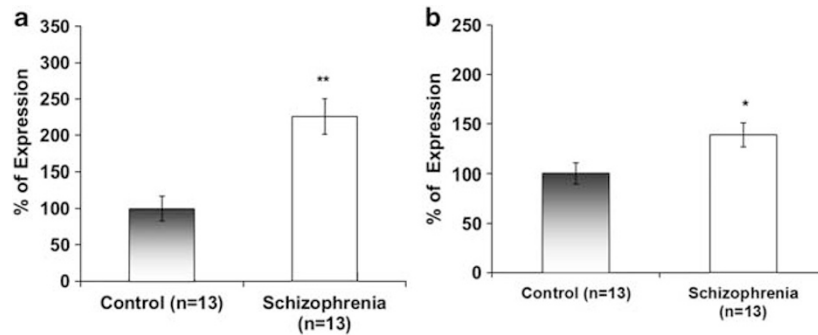 a
% of Expression
350
300
250
200
150
100
50
0
**
Control (n=13)
Schizophrenia
(n=13)
b
% of Expression
250
200
150
100
50
0
*
Control (n=13)
Schizophrenia
(n=13)